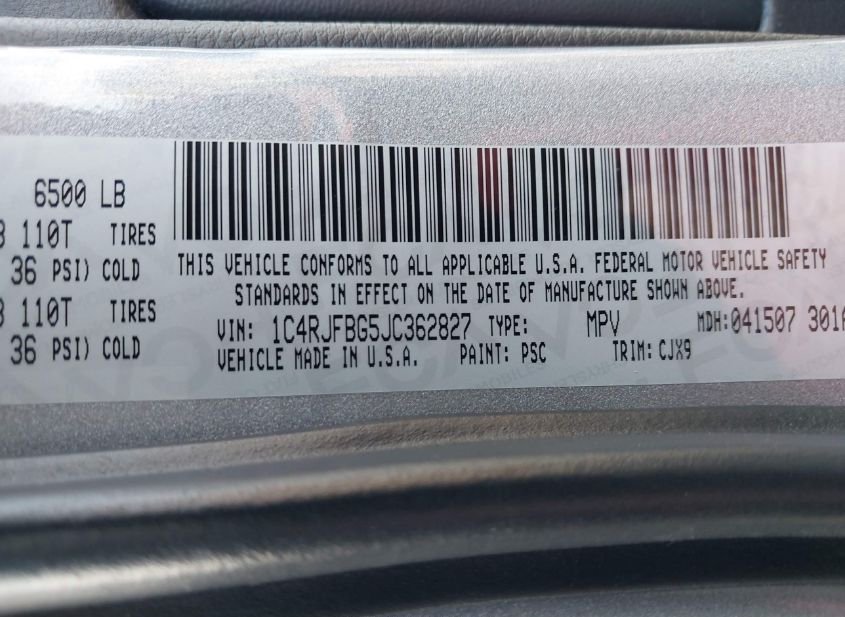 6500 LB
110T TIRES
36 PSI) COLD
110T TIRES
36 PSI) COLD
THIS VEHICLE CONFORMS TO ALL APPLICABLE U.S.A. FEDERAL MOTOR VEHICLE SAFETY
STANDARDS IN EFFECT ON THE DATE OF MANUFACTURE SHOWN ABOVE.
VIN: 1C4RJFBG5JC362827 TYPE: MPV MDH:041507 301
VEHICLE MADE IN U.S.A. PAINT: PSC TRIM: CJX9